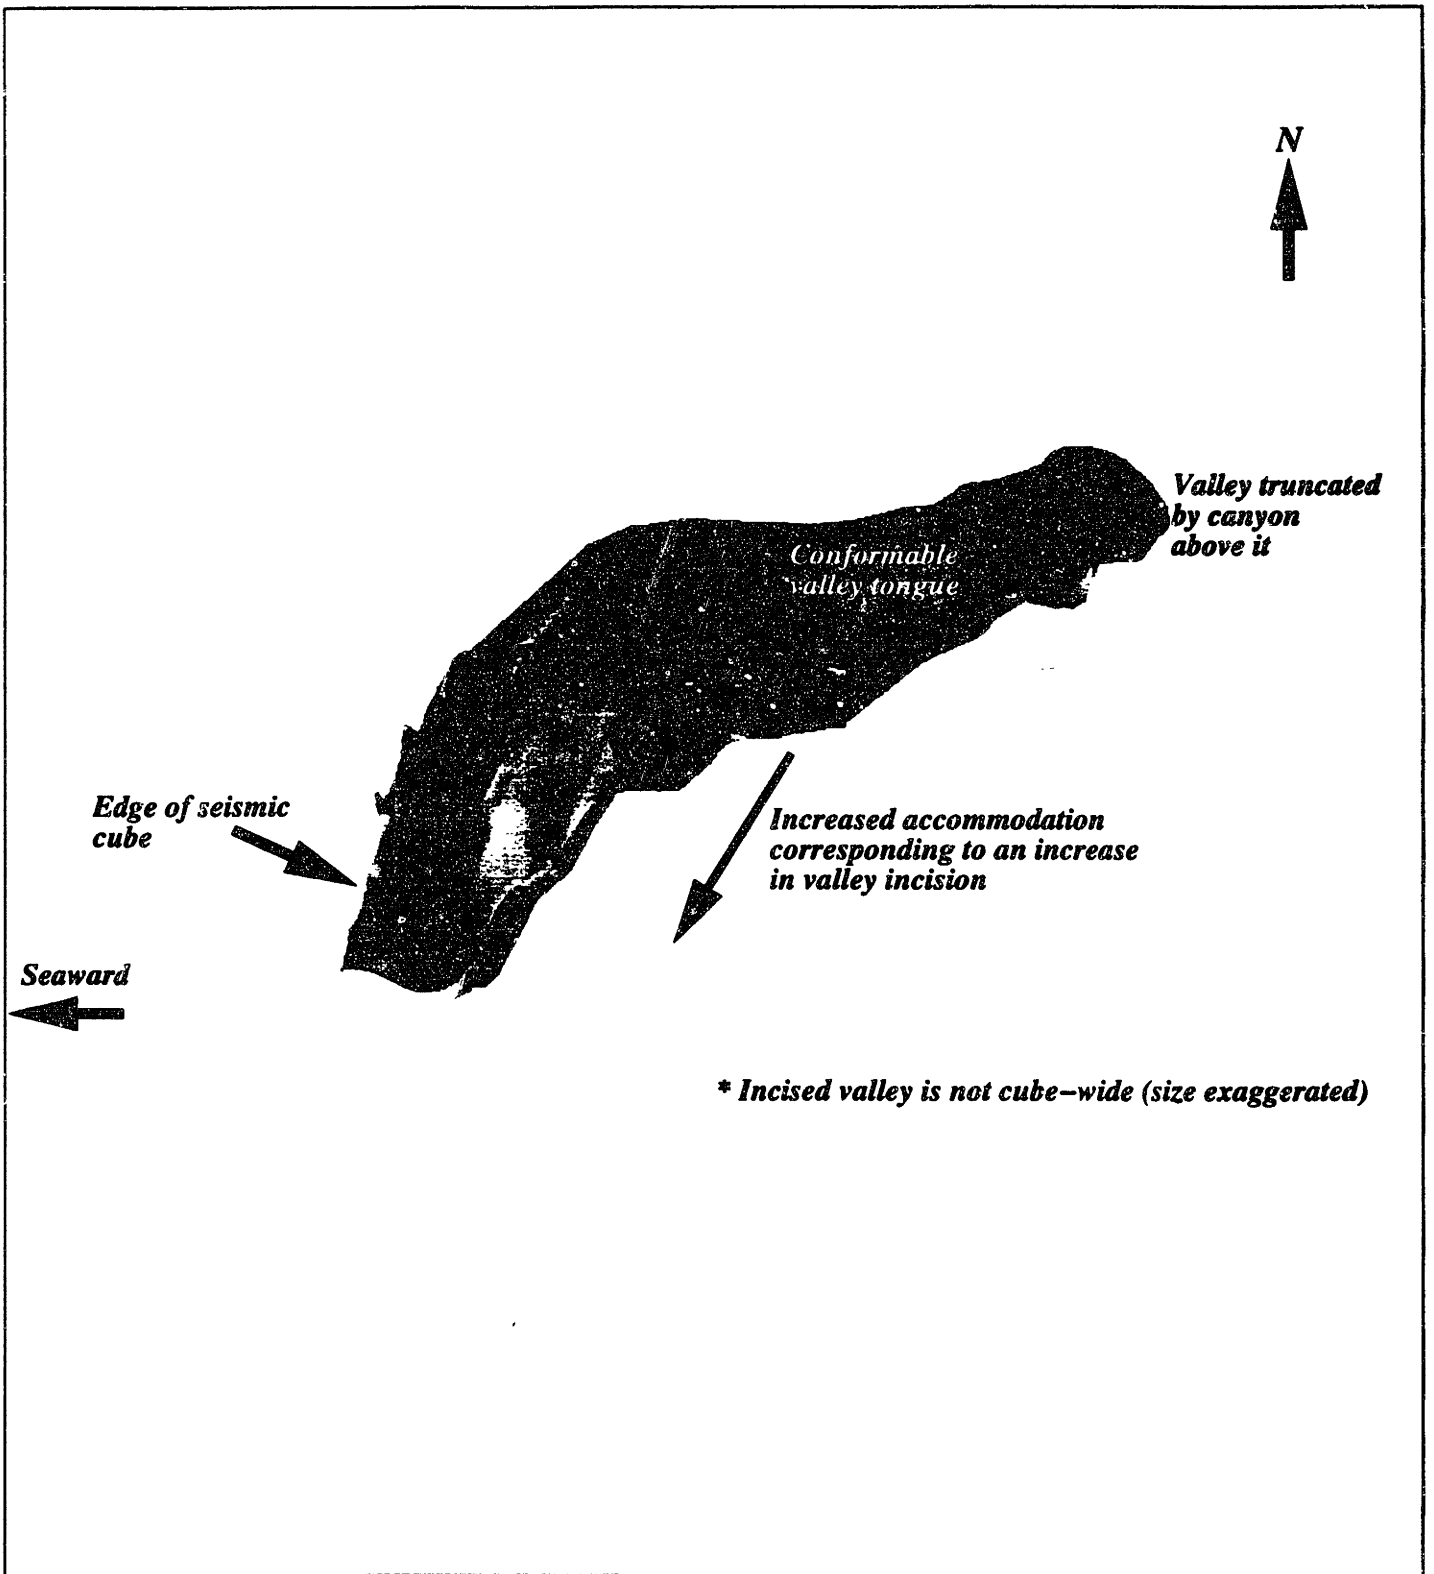 N
Valley truncated
by canyon
above it
Conformable
valley tongue
Edge of seismic
cube
Increased accommodation
corresponding to an increase
in valley incision
Seaward
* Incised valley is not cube–wide (size exaggerated)